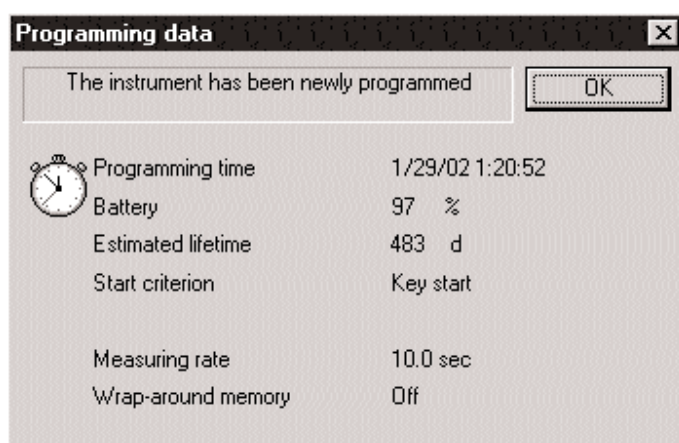 Programming data
The instrument has been newly programmed
OK
Programming time 1/29/02 1:20:52
Battery 97 %
Estimated lifetime 483 d
Start criterion Key start
Measuring rate 10.0 sec
Wrap-around memory Off